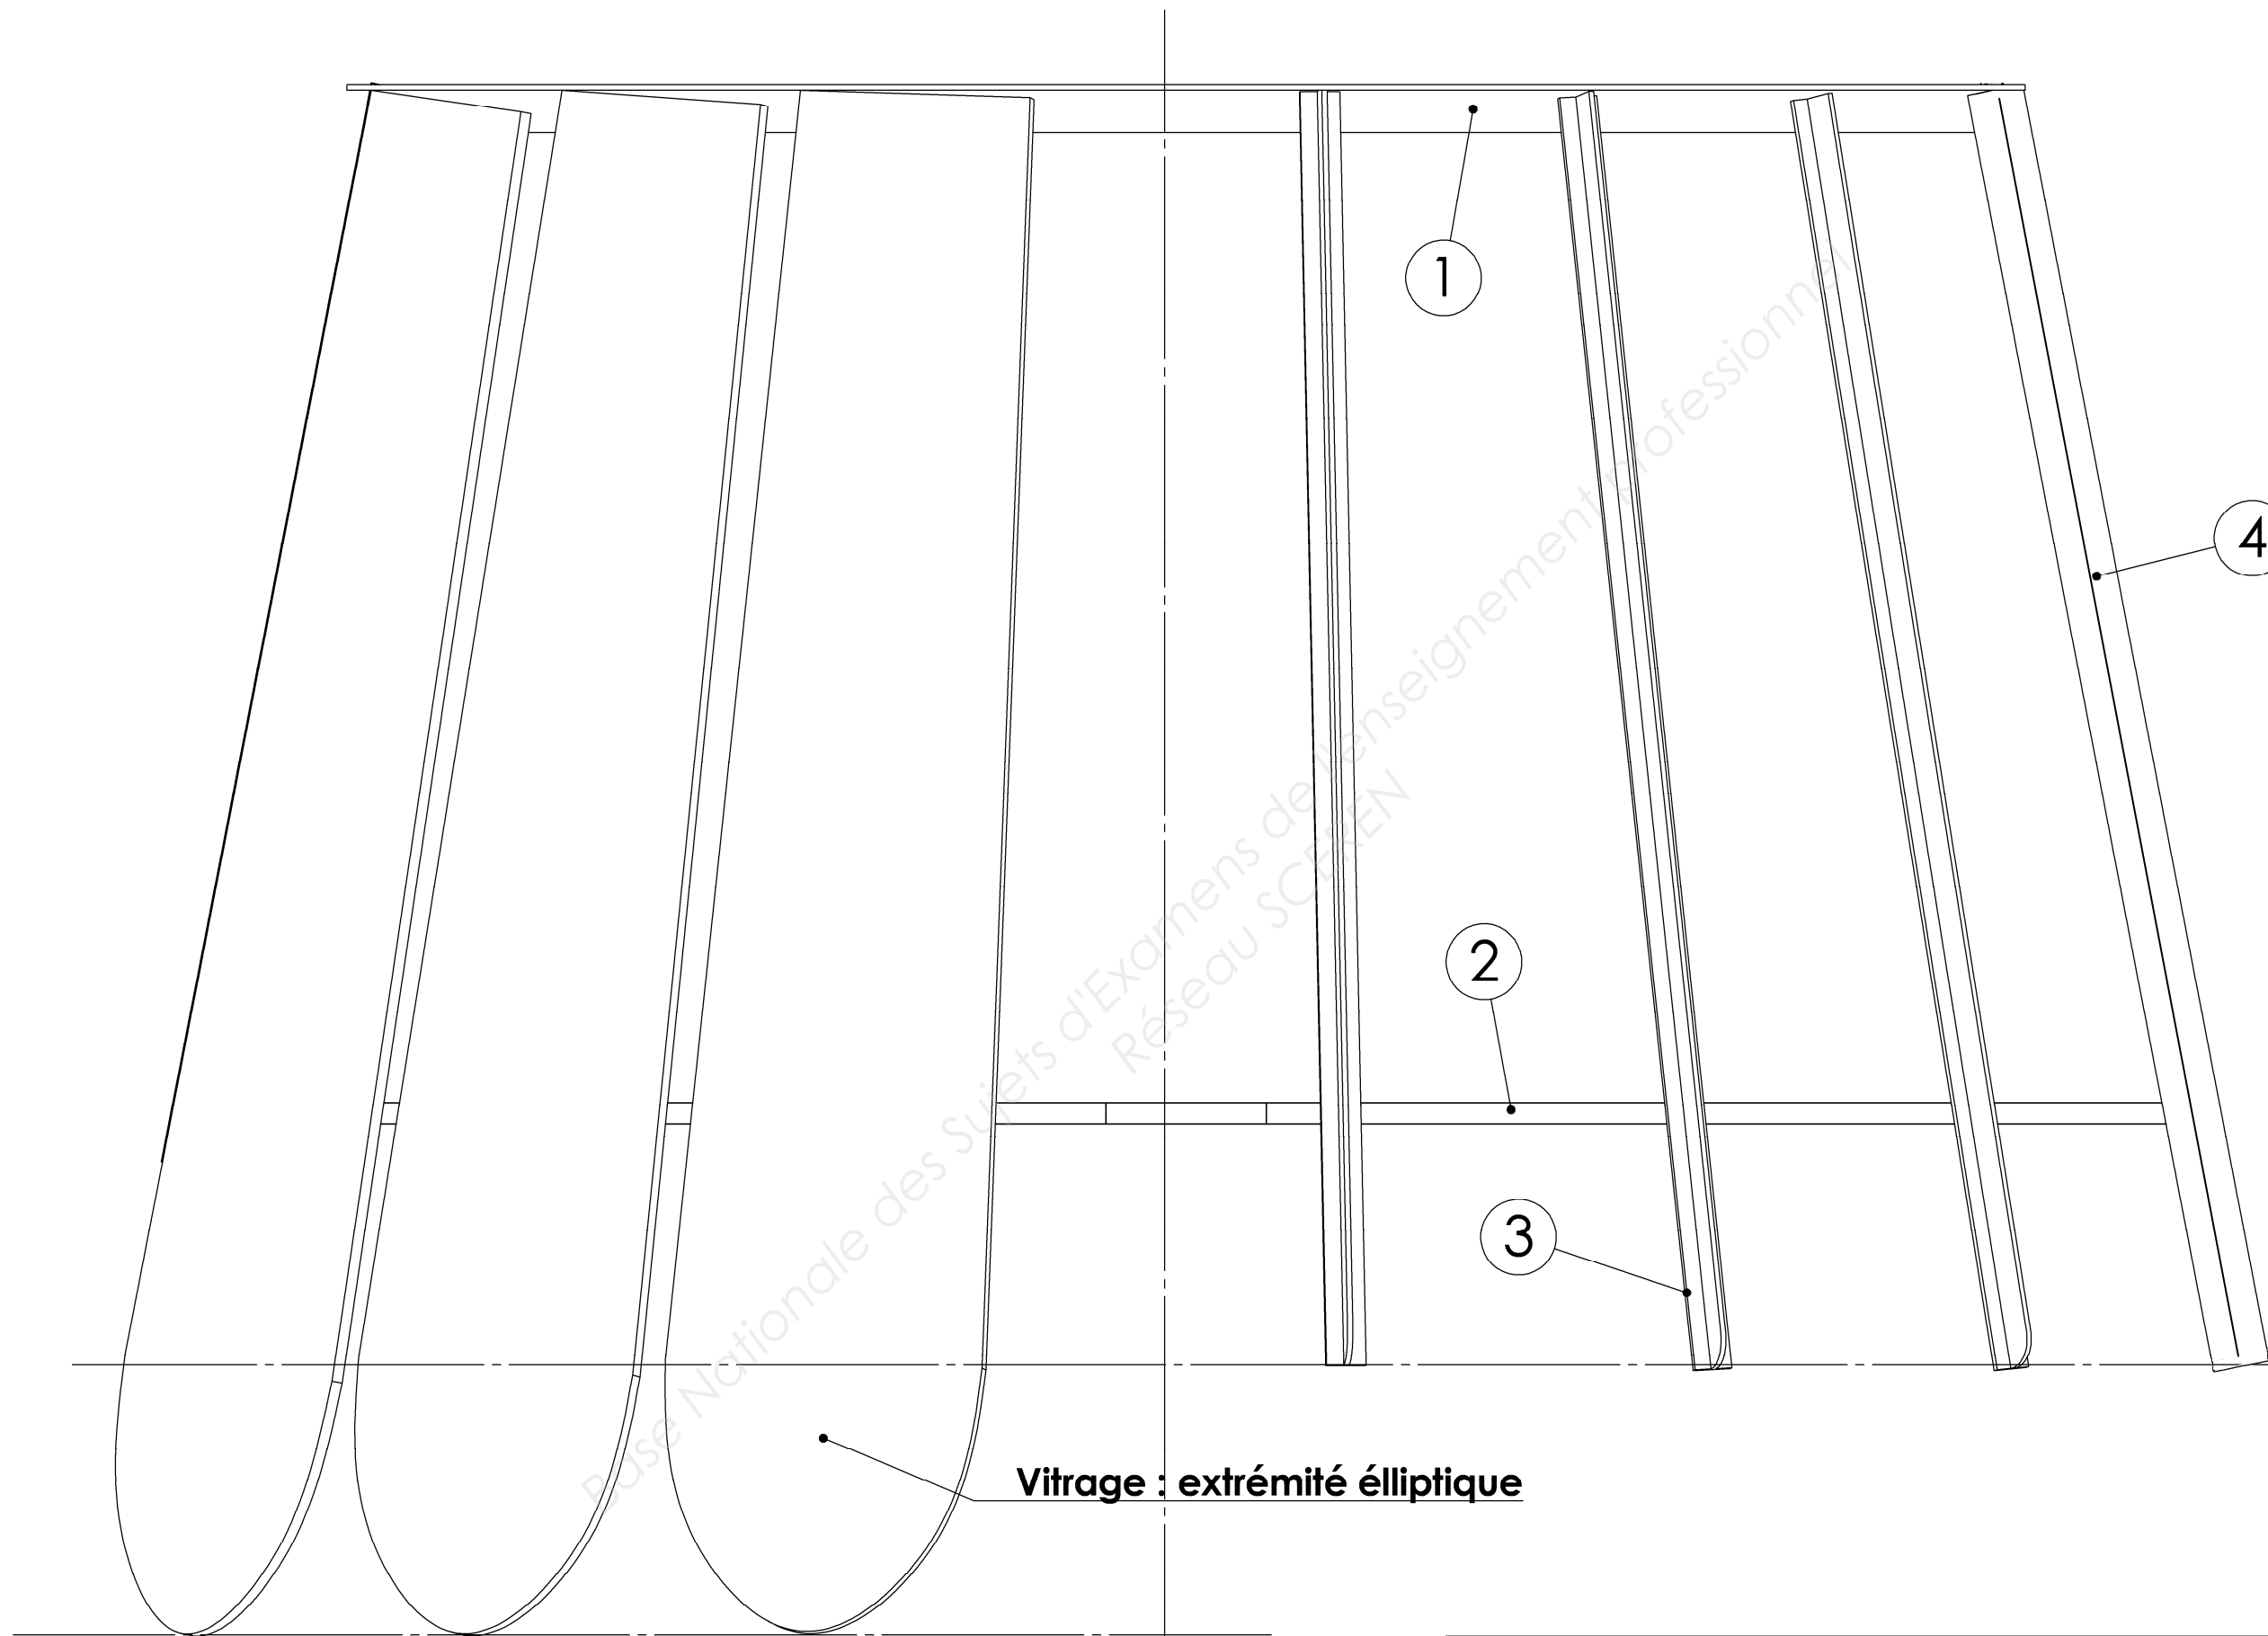 1
4
2
3
Vitrage : extrémité élliptique
Base Nationale des Sujets d'Examens de l'enseignement professionnel
Réseau SCEREN